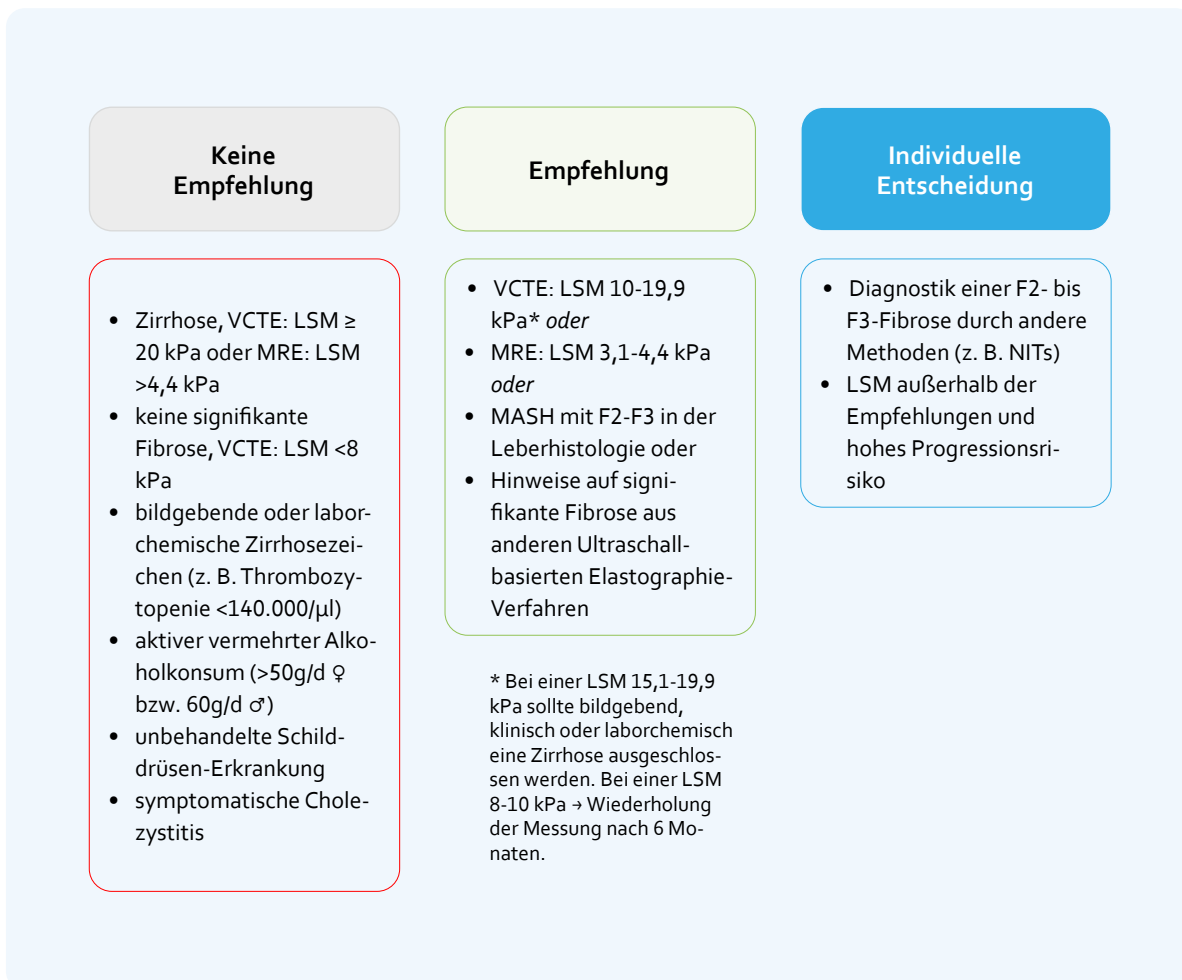 Keine
Empfehlung
• Zirrhose, VCTE: LSM ≥
20 kPa oder MRE: LSM
>4,4 kPa
• keine signifikante
Fibrose, VCTE: LSM <8
kPa
• bildgebende oder labor-
chemische Zirrhosezei-
chen (z. B. Thrombozy-
topenie <140.000/µl)
• aktiver vermehrter Alko-
holkonsum (>50g/d ♀
bzw. 60g/d ♂)
• unbehandelte Schild-
drüsen-Erkrankung
• symptomatische Chole-
zystitis
Empfehlung
• VCTE: LSM 10-19,9
kPa* oder
• MRE: LSM 3,1-4,4 kPa
oder
• MASH mit F2-F3 in der
Leberhistologie oder
• Hinweise auf signi-
fikante Fibrose aus
anderen Ultraschall-
basierten Elastographie-
Verfahren
* Bei einer LSM 15,1-19,9
kPa sollte bildgebend,
klinisch oder laborchemisch
eine Zirrhose ausgeschlos-
sen werden. Bei einer LSM
8-10 kPa → Wiederholung
der Messung nach 6 Mo-
naten.
Individuelle
Entscheidung
• Diagnostik einer F2- bis
F3-Fibrose durch andere
Methoden (z. B. NITs)
• LSM außerhalb der
Empfehlungen und
hohes Progressionsri-
siko